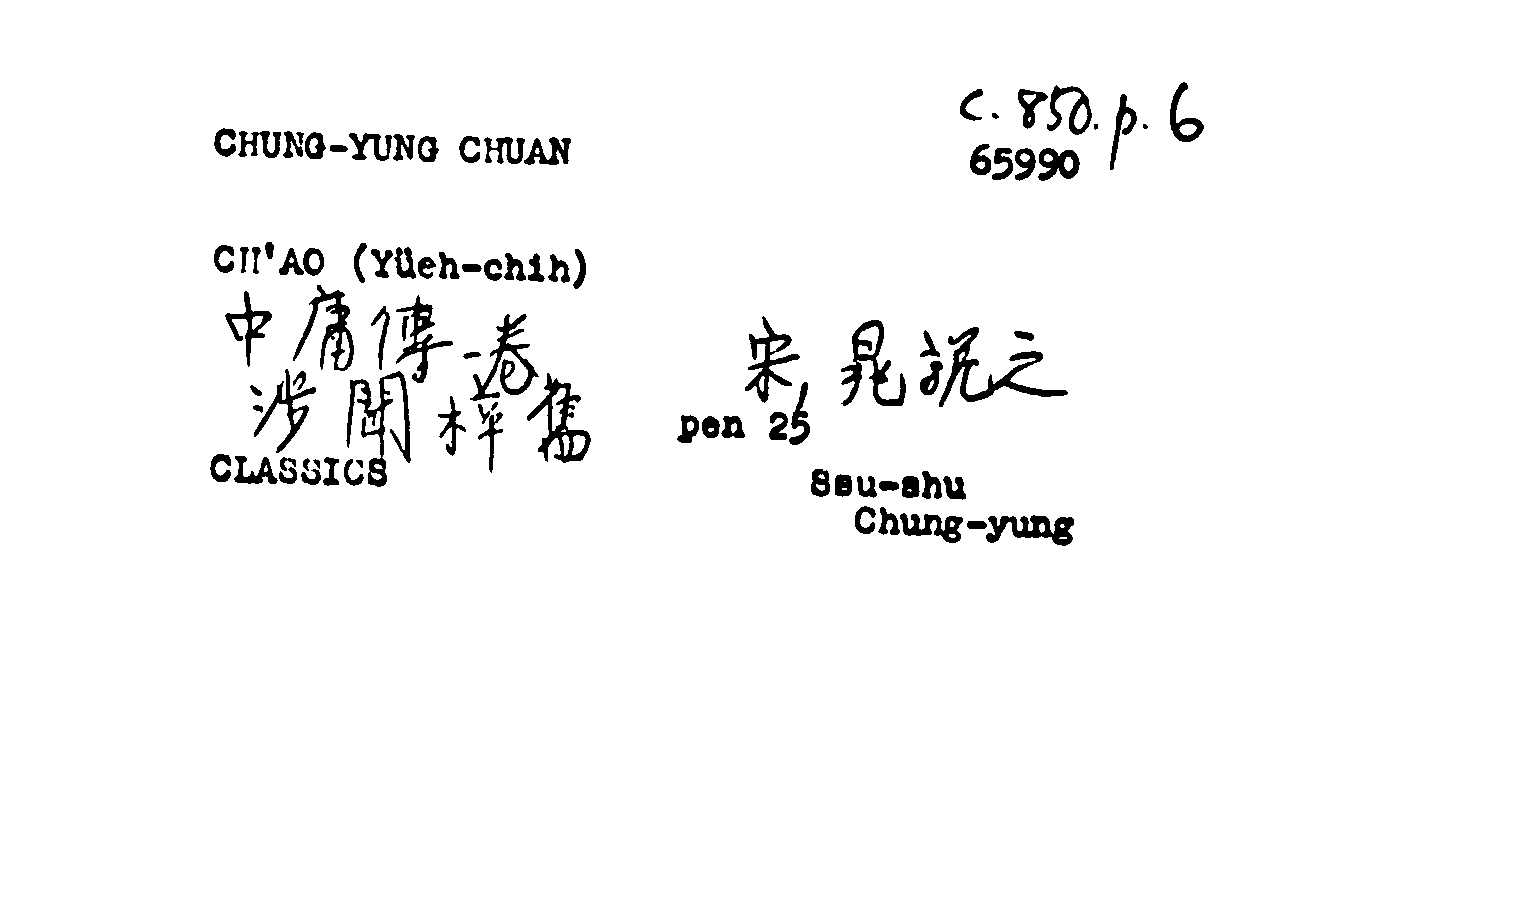 c. 850. p. 6
CHUNG-YUNG CHUAN
65990
CH'AO (Yüeh-chih)
中庸傳一卷 宋, 晁說之
涉聞梓舊 pen 25
CLASSICS
Ssu-shu
Chung-yung